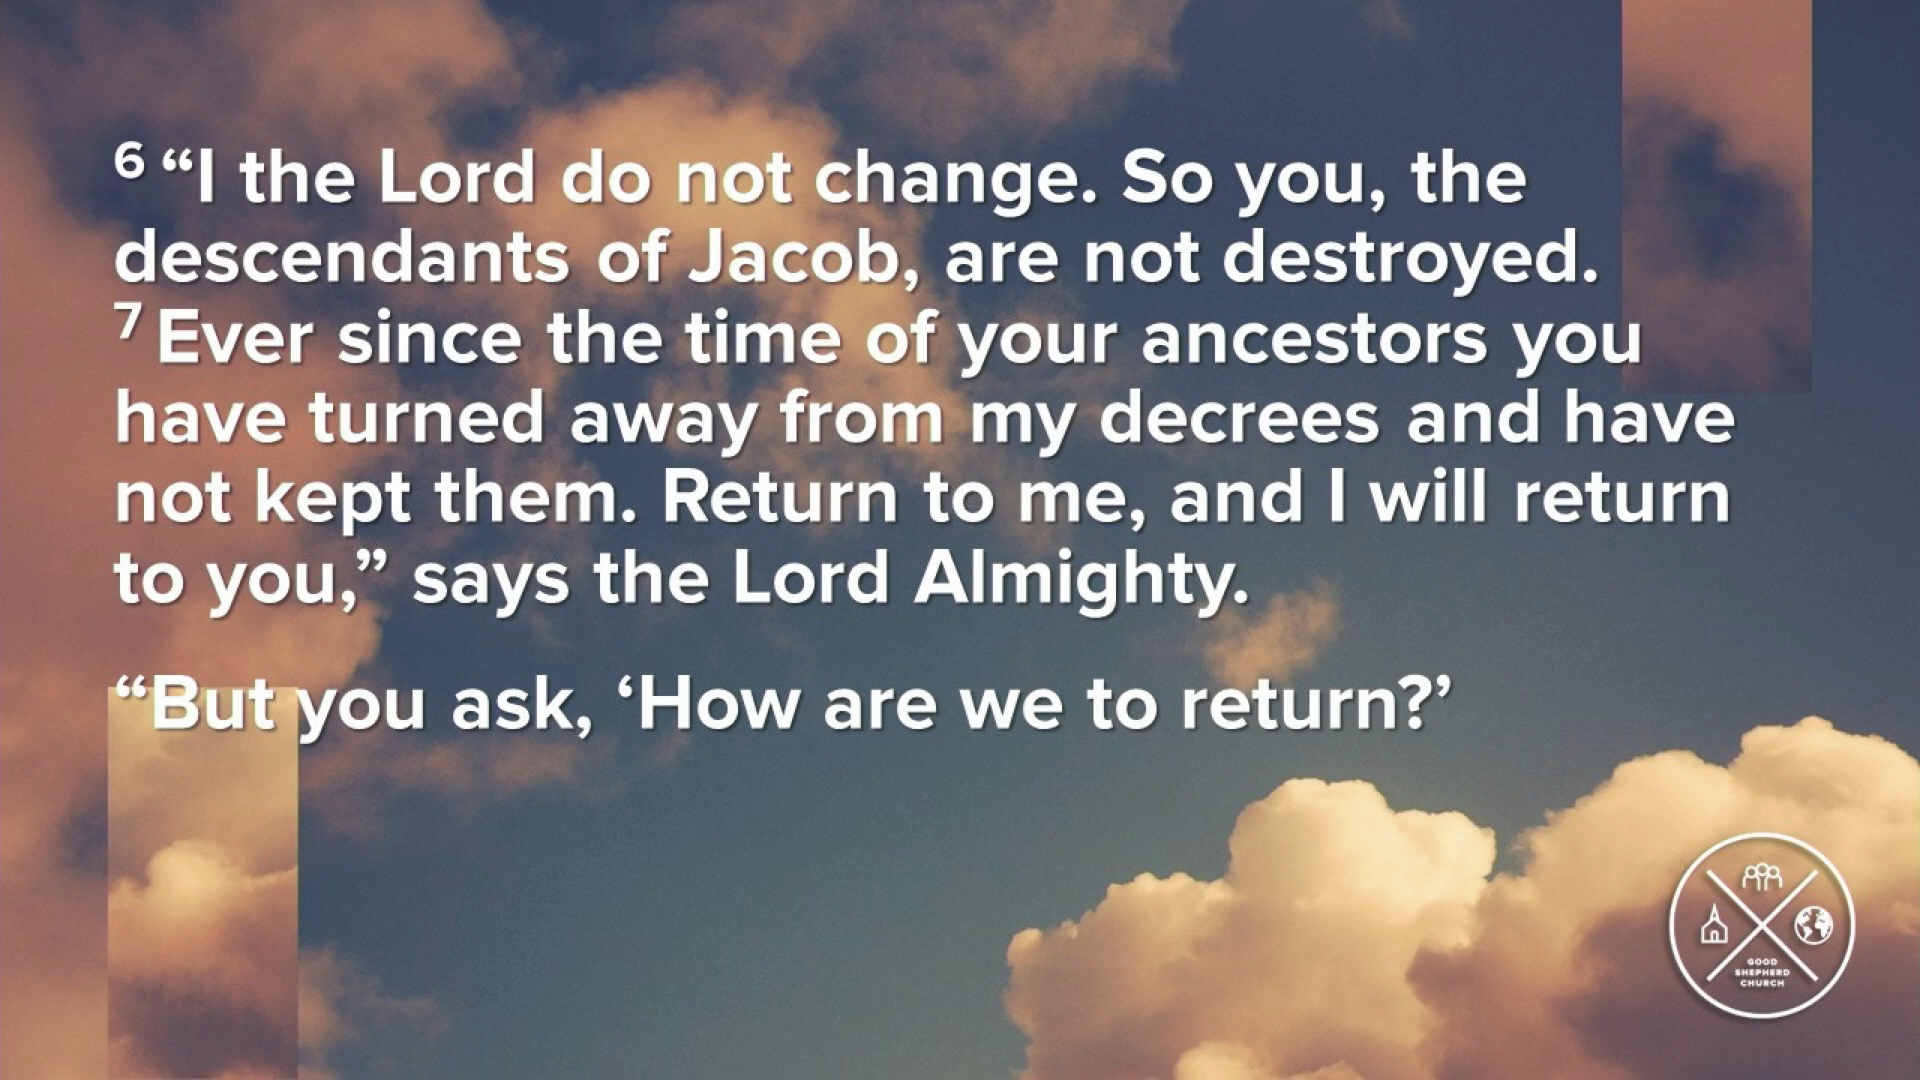 6 “I the Lord do not change. So you, the
descendants of Jacob, are not destroyed.
7 Ever since the time of your ancestors you
have turned away from my decrees and have
not kept them. Return to me, and I will return
to you,” says the Lord Almighty.
“But you ask, ‘How are we to return?’
GOOD
SHEPHERD
CHURCH